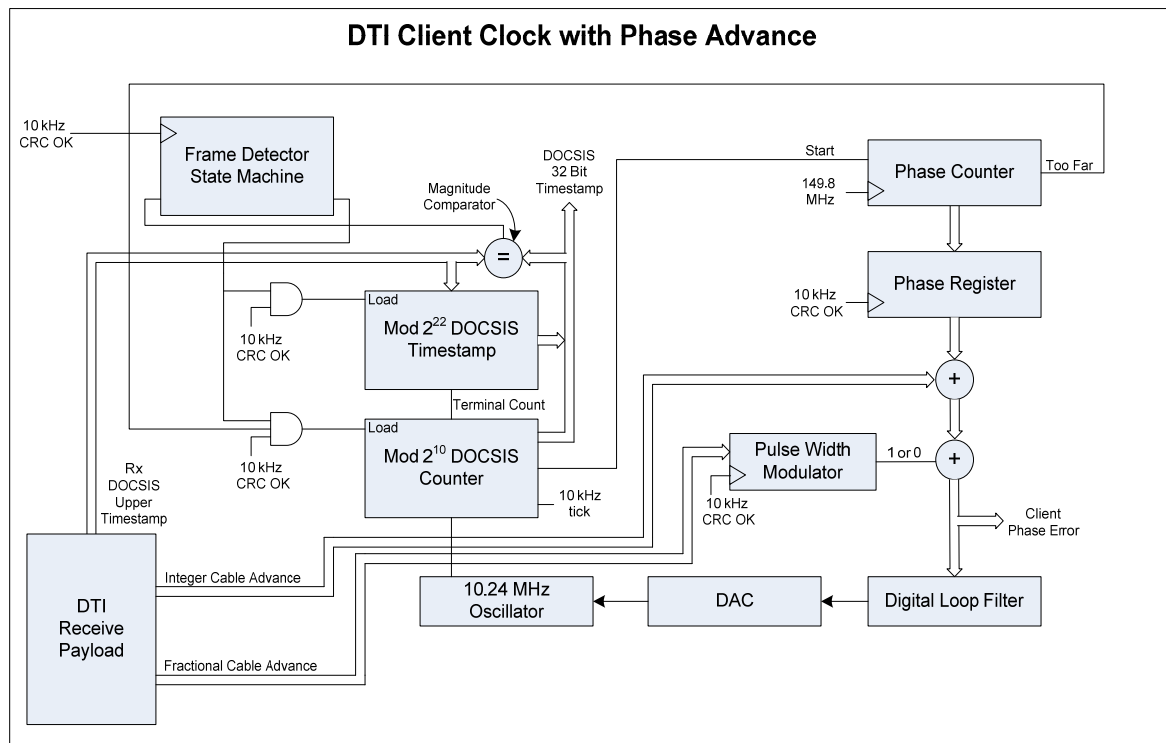 DTI Client Clock with Phase Advance
10 kHz
CRC OK
Frame Detector
State Machine
Magnitude
Comparator
DOCSIS
32 Bit
Timestamp
Start
149.8
MHz
Phase Counter
Too Far
=
10 kHz
CRC OK
Phase Register
Load
Mod 2²² DOCSIS
Timestamp
10 kHz
CRC OK
+
Terminal Count
Load
Mod 2¹⁰ DOCSIS
Counter
10 kHz
CRC OK
10 kHz
tick
Pulse Width
Modulator
1 or 0
+
10 kHz
CRC OK
Client
Phase Error
Rx
DOCSIS
Upper
Timestamp
DTI
Receive
Payload
Integer Cable Advance
Fractional Cable Advance
10.24 MHz
Oscillator
DAC
Digital Loop Filter